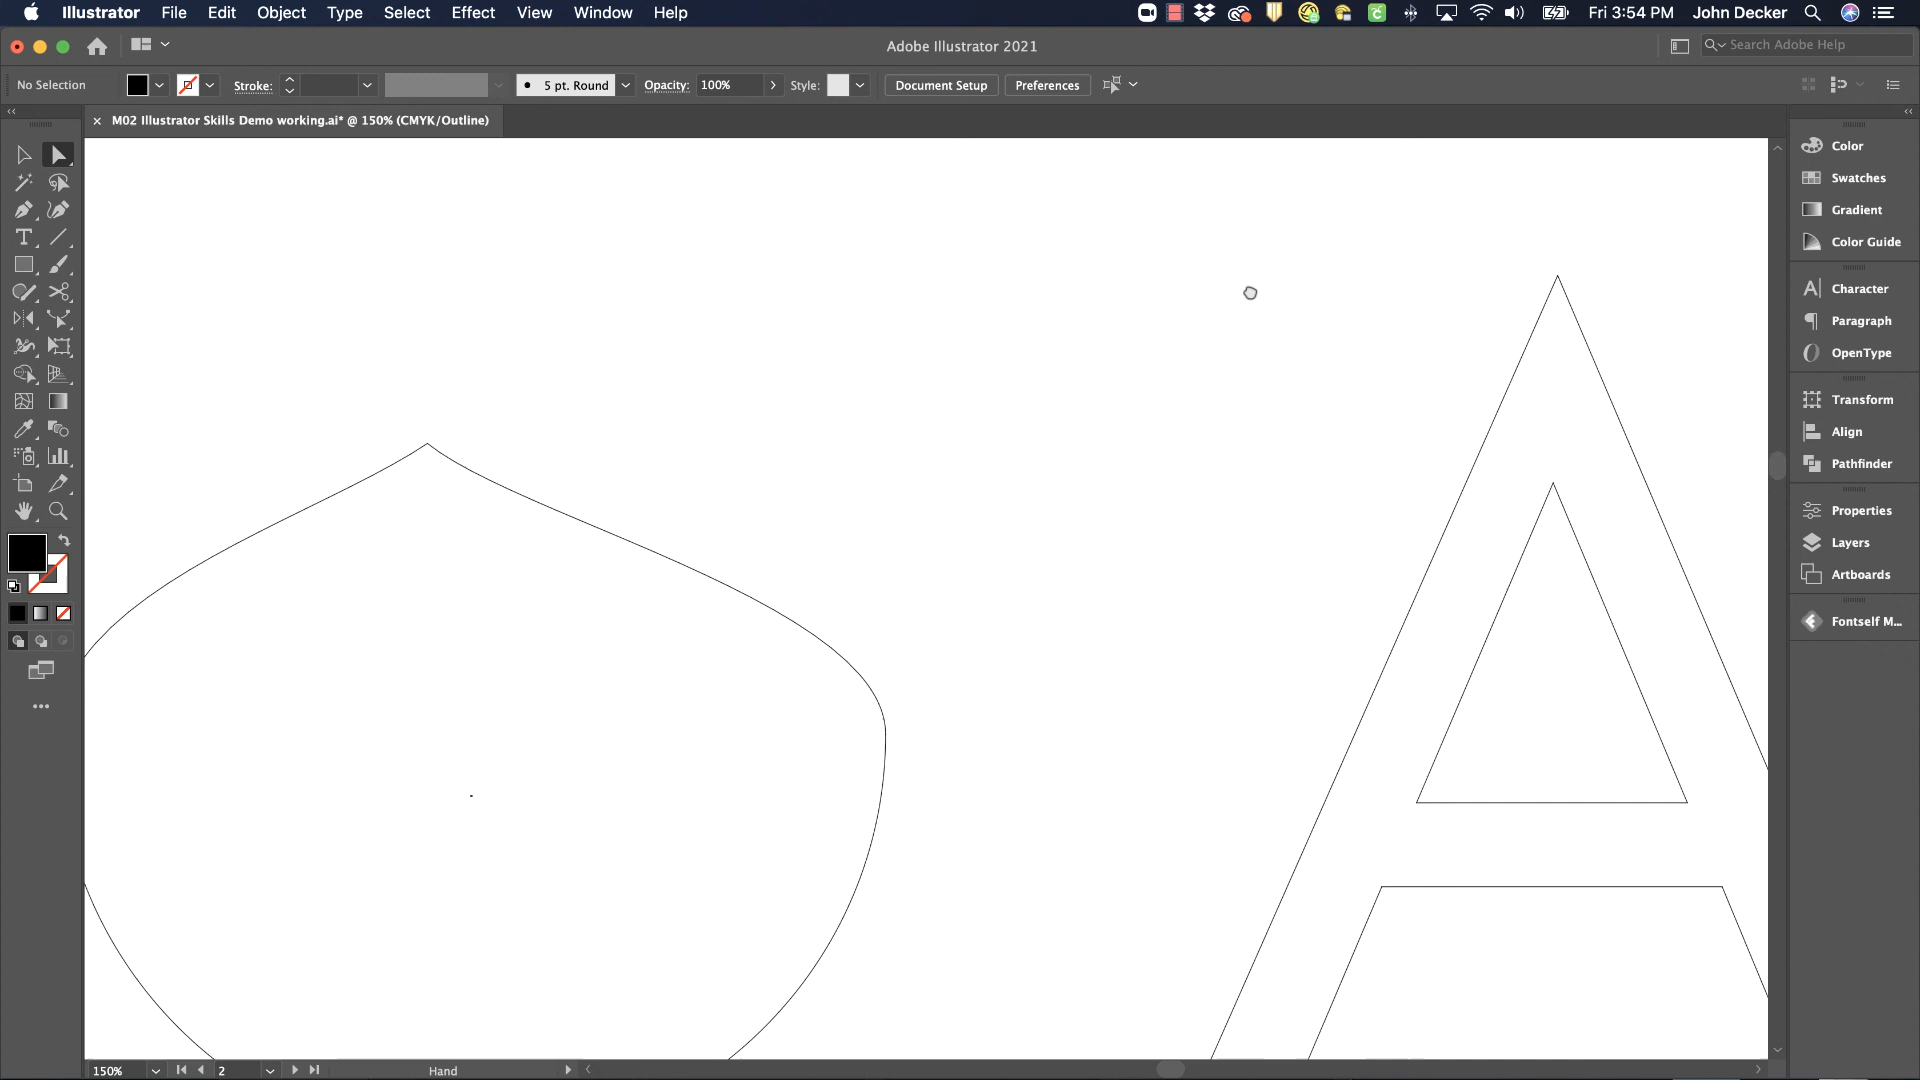 Illustrator File Edit Object Type Select Effect View Window Help Fri 3:54 PM John Decker
Adobe Illustrator 2021 Search Adobe Help
No Selection Stroke: 5 pt. Round Opacity: 100% Style: Document Setup Preferences
× M02 Illustrator Skills Demo working.ai* @ 150% (CMYK/Outline)
Color
Swatches
Gradient
Color Guide
Character
Paragraph
OpenType
Transform
Align
Pathfinder
Properties
Layers
Artboards
Fontself M...
A
150% 2 Hand